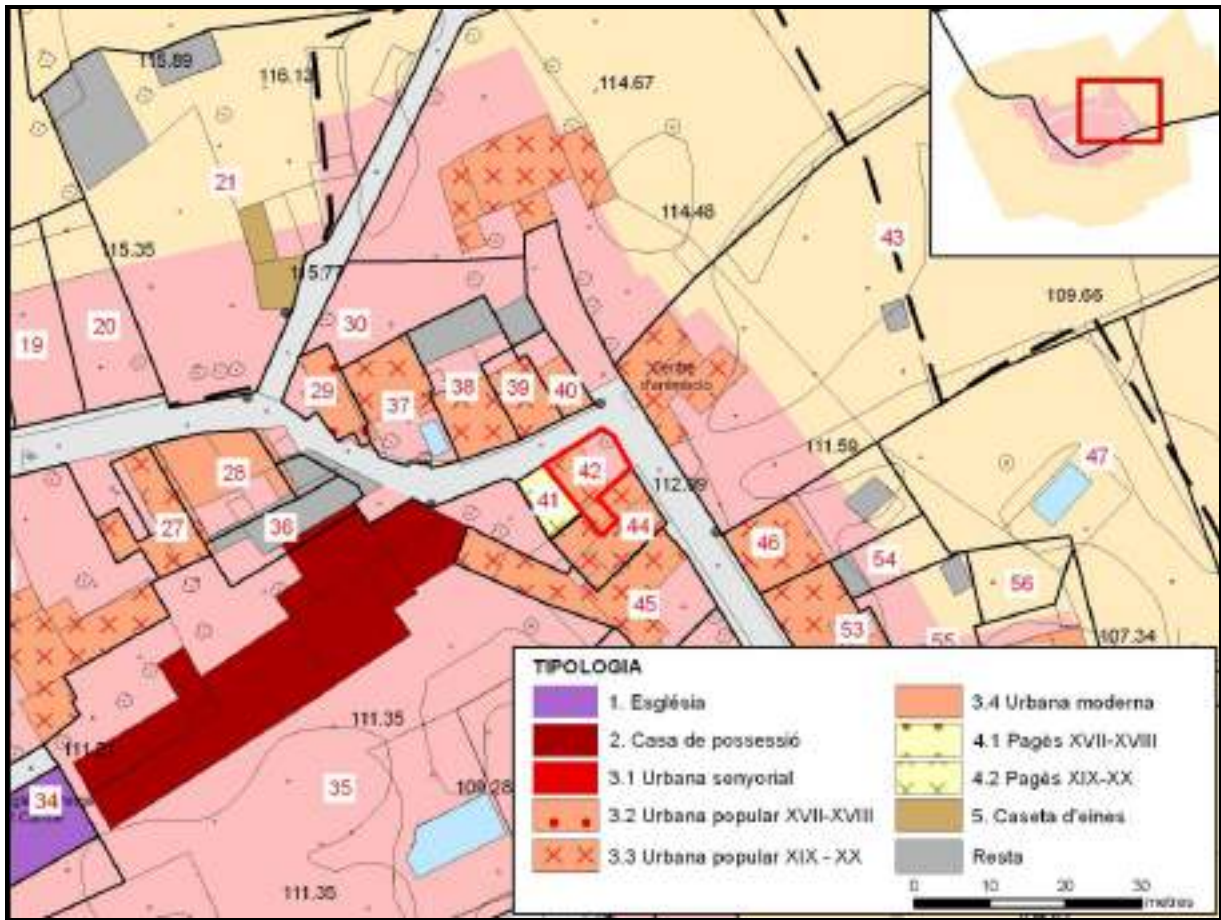 115.89
116.13
114.67
21
114.48
43
115.35
115.77
109.66
19
20
30
29
37
38
39
40
Centre
d'animació
111.59
47
28
41
42
27
36
44
46
54
56
45
53
55
107.34
111.35
109.28
34
35
111.35
TIPOLOGIA
1. Església
2. Casa de possessió
3.1 Urbana senyorial
3.2 Urbana popular XVII-XVIII
3.3 Urbana popular XIX - XX
3.4 Urbana moderna
4.1 Pagès XVII-XVIII
4.2 Pagès XIX-XX
5. Caseta d'eines
Resta
0 10 20 30
metres